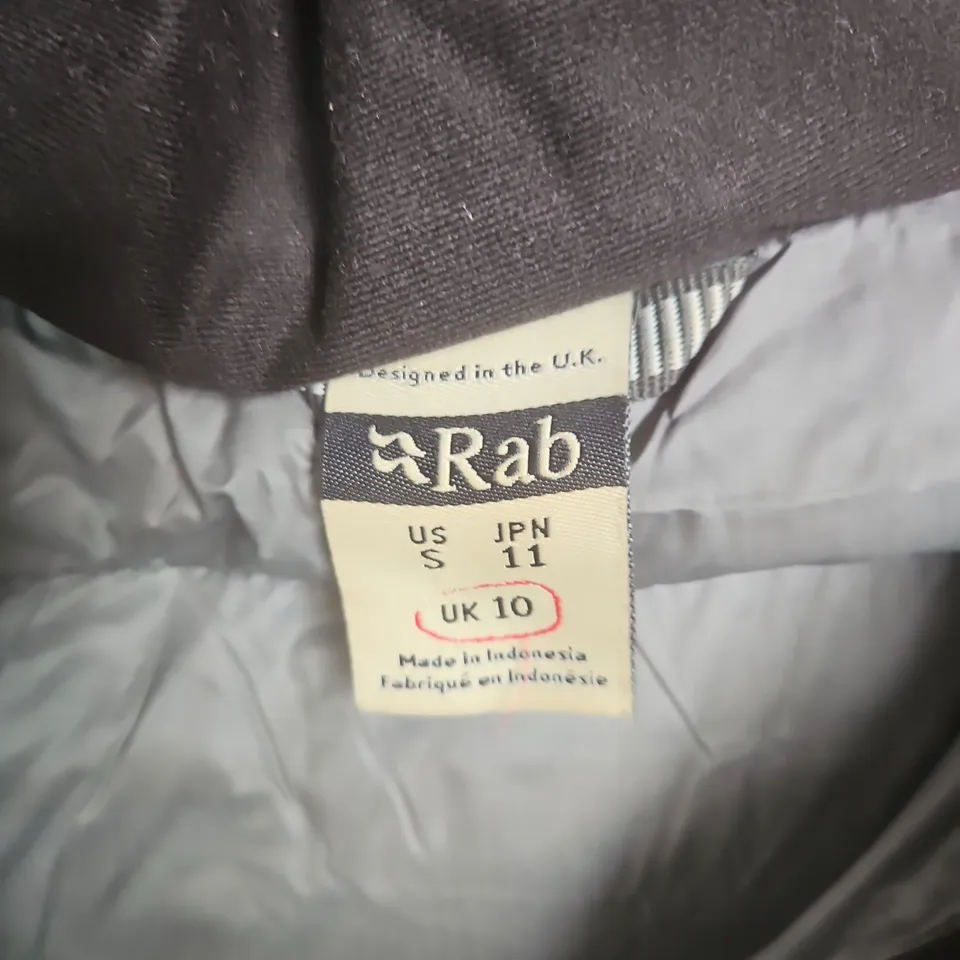 Designed in the U.K.
Rab
US JPN
S 11
UK 10
Made in Indonesia
Fabriqué en Indonésie